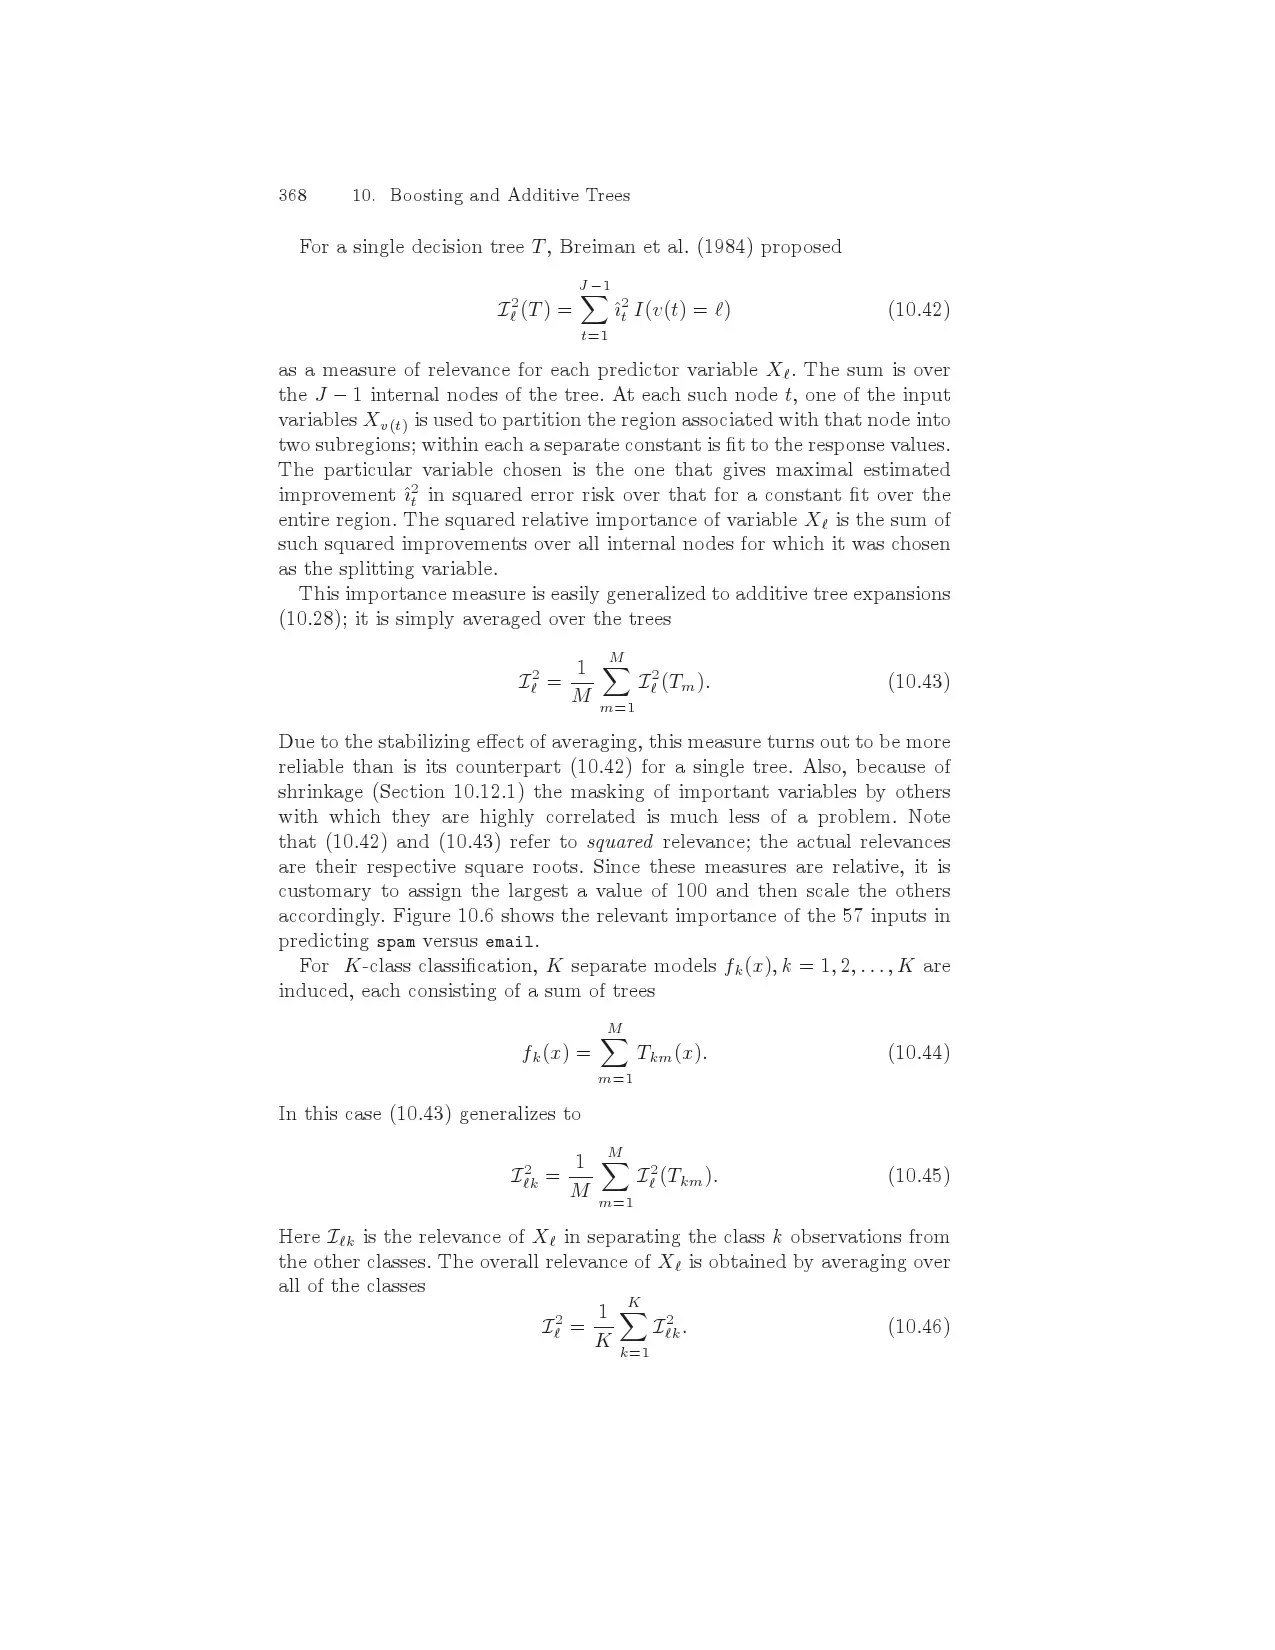 368 10. Boosting and Additive Trees
For a single decision tree T, Breiman et al. (1984) proposed
$\mathcal{I}_\ell^2(T) = \sum_{t=1}^{J-1} \hat{\imath}_t^2 \, I(v(t) = \ell)$ (10.42)
as a measure of relevance for each predictor variable $X_\ell$. The sum is over
the $J - 1$ internal nodes of the tree. At each such node $t$, one of the input
variables $X_{v(t)}$ is used to partition the region associated with that node into
two subregions; within each a separate constant is fit to the response values.
The particular variable chosen is the one that gives maximal estimated
improvement $\hat{\imath}_t^2$ in squared error risk over that for a constant fit over the
entire region. The squared relative importance of variable $X_\ell$ is the sum of
such squared improvements over all internal nodes for which it was chosen
as the splitting variable.
This importance measure is easily generalized to additive tree expansions
(10.28); it is simply averaged over the trees
$\mathcal{I}_\ell^2 = \frac{1}{M} \sum_{m=1}^{M} \mathcal{I}_\ell^2(T_m).$ (10.43)
Due to the stabilizing effect of averaging, this measure turns out to be more
reliable than is its counterpart (10.42) for a single tree. Also, because of
shrinkage (Section 10.12.1) the masking of important variables by others
with which they are highly correlated is much less of a problem. Note
that (10.42) and (10.43) refer to squared relevance; the actual relevances
are their respective square roots. Since these measures are relative, it is
customary to assign the largest a value of 100 and then scale the others
accordingly. Figure 10.6 shows the relevant importance of the 57 inputs in
predicting spam versus email.
For K-class classification, K separate models $f_k(x), k = 1, 2, \ldots, K$ are
induced, each consisting of a sum of trees
$f_k(x) = \sum_{m=1}^{M} T_{km}(x).$ (10.44)
In this case (10.43) generalizes to
$\mathcal{I}_{\ell k}^2 = \frac{1}{M} \sum_{m=1}^{M} \mathcal{I}_\ell^2(T_{km}).$ (10.45)
Here $\mathcal{I}_{\ell k}$ is the relevance of $X_\ell$ in separating the class $k$ observations from
the other classes. The overall relevance of $X_\ell$ is obtained by averaging over
all of the classes
$\mathcal{I}_\ell^2 = \frac{1}{K} \sum_{k=1}^{K} \mathcal{I}_{\ell k}^2.$ (10.46)